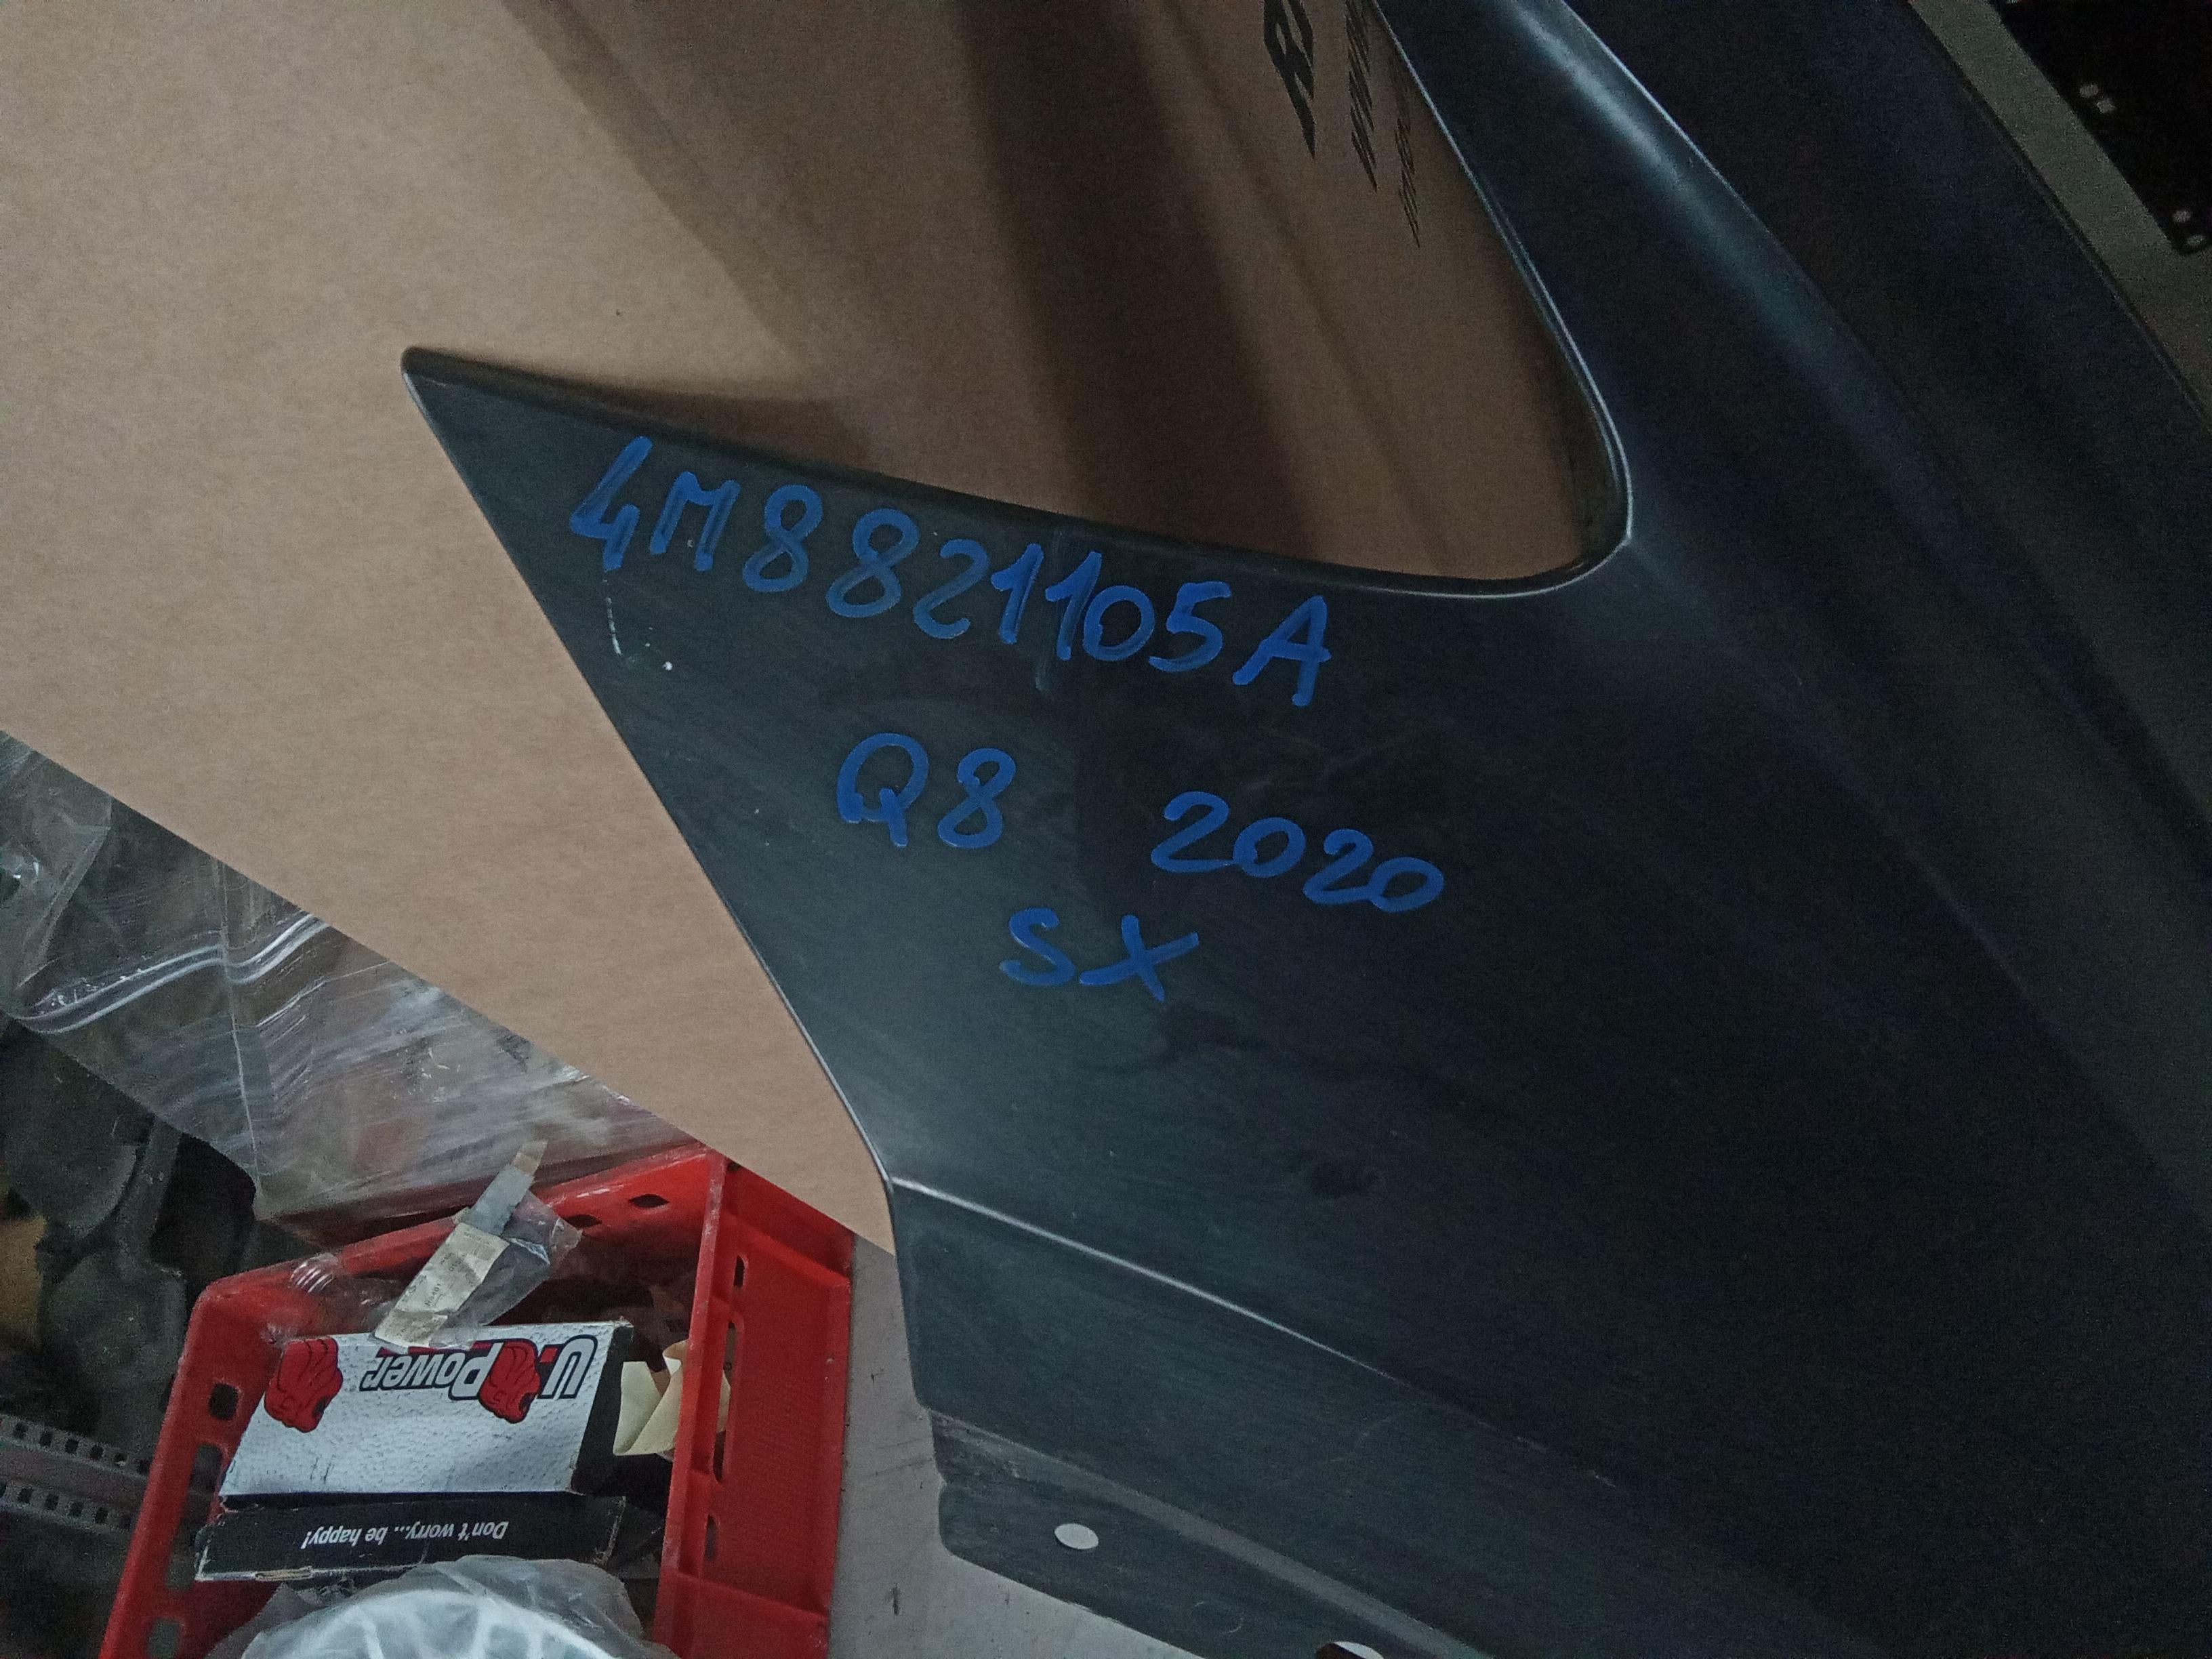 4M8821105A
Q8 2020
SX
U-Power
Don't worry... be happy!